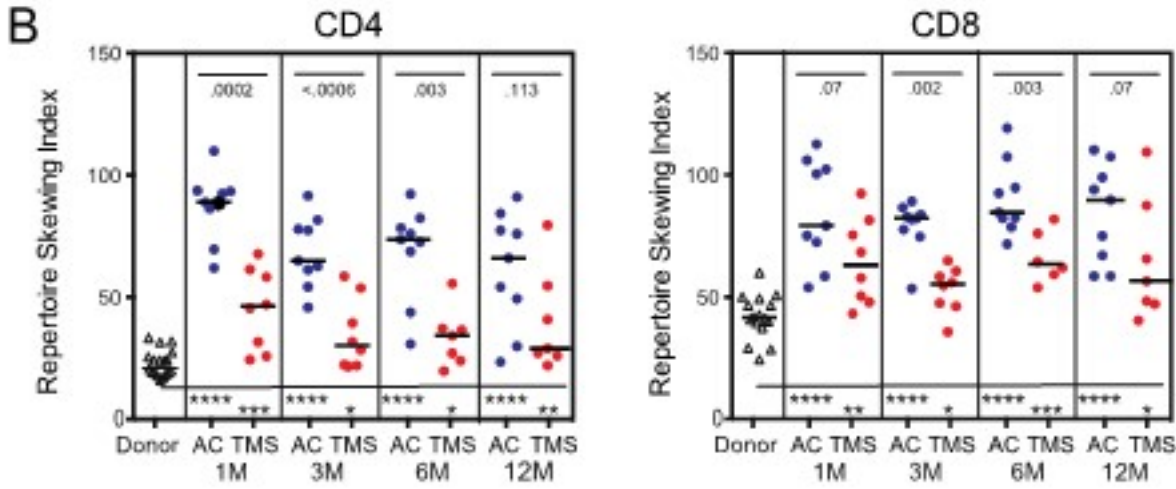 B
CD4
CD8
Repertoire Skewing Index
150
100
50
0
.0002
<.0006
.003
.113
**** *** **** * **** * **** **
Donor AC TMS AC TMS AC TMS AC TMS
1M 3M 6M 12M
Repertoire Skewing Index
150
100
50
0
.07
.002
.003
.07
**** ** **** * **** *** **** *
Donor AC TMS AC TMS AC TMS AC TMS
1M 3M 6M 12M